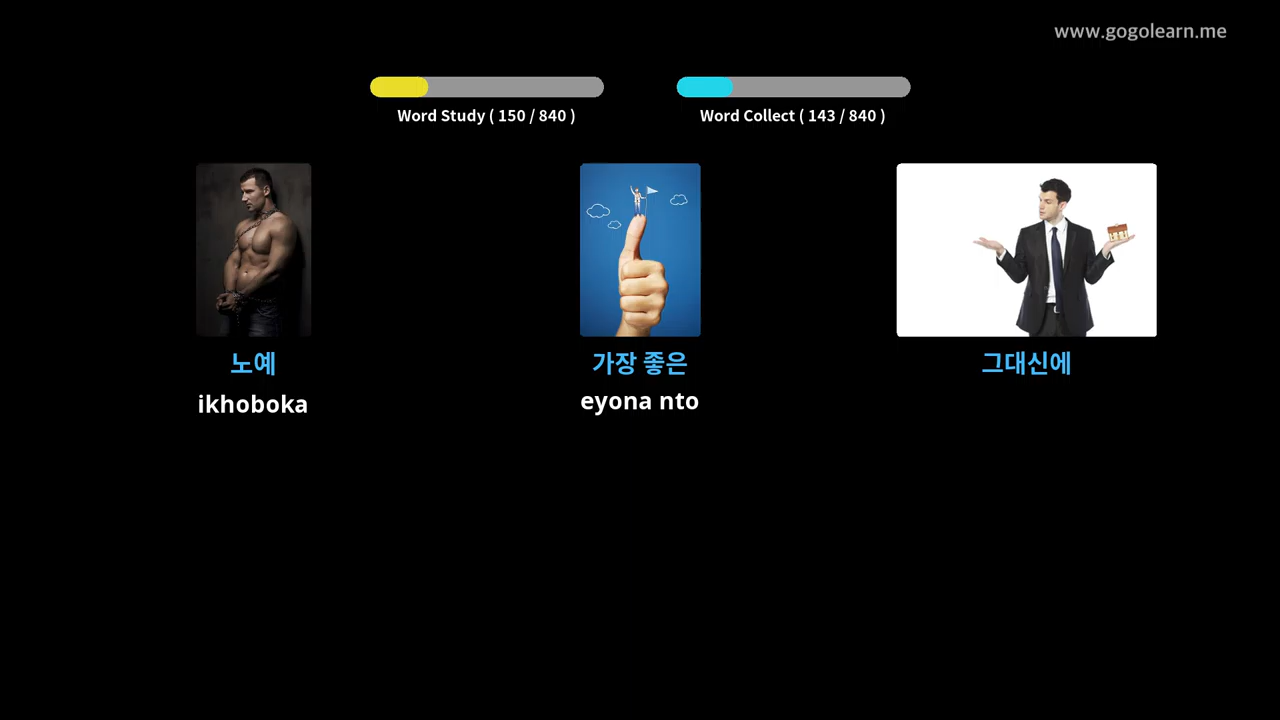 www.gogolearn.me
Word Study ( 150 / 840 )
Word Collect ( 143 / 840 )
노예
가장 좋은
그대신에
ikhoboka
eyona nto